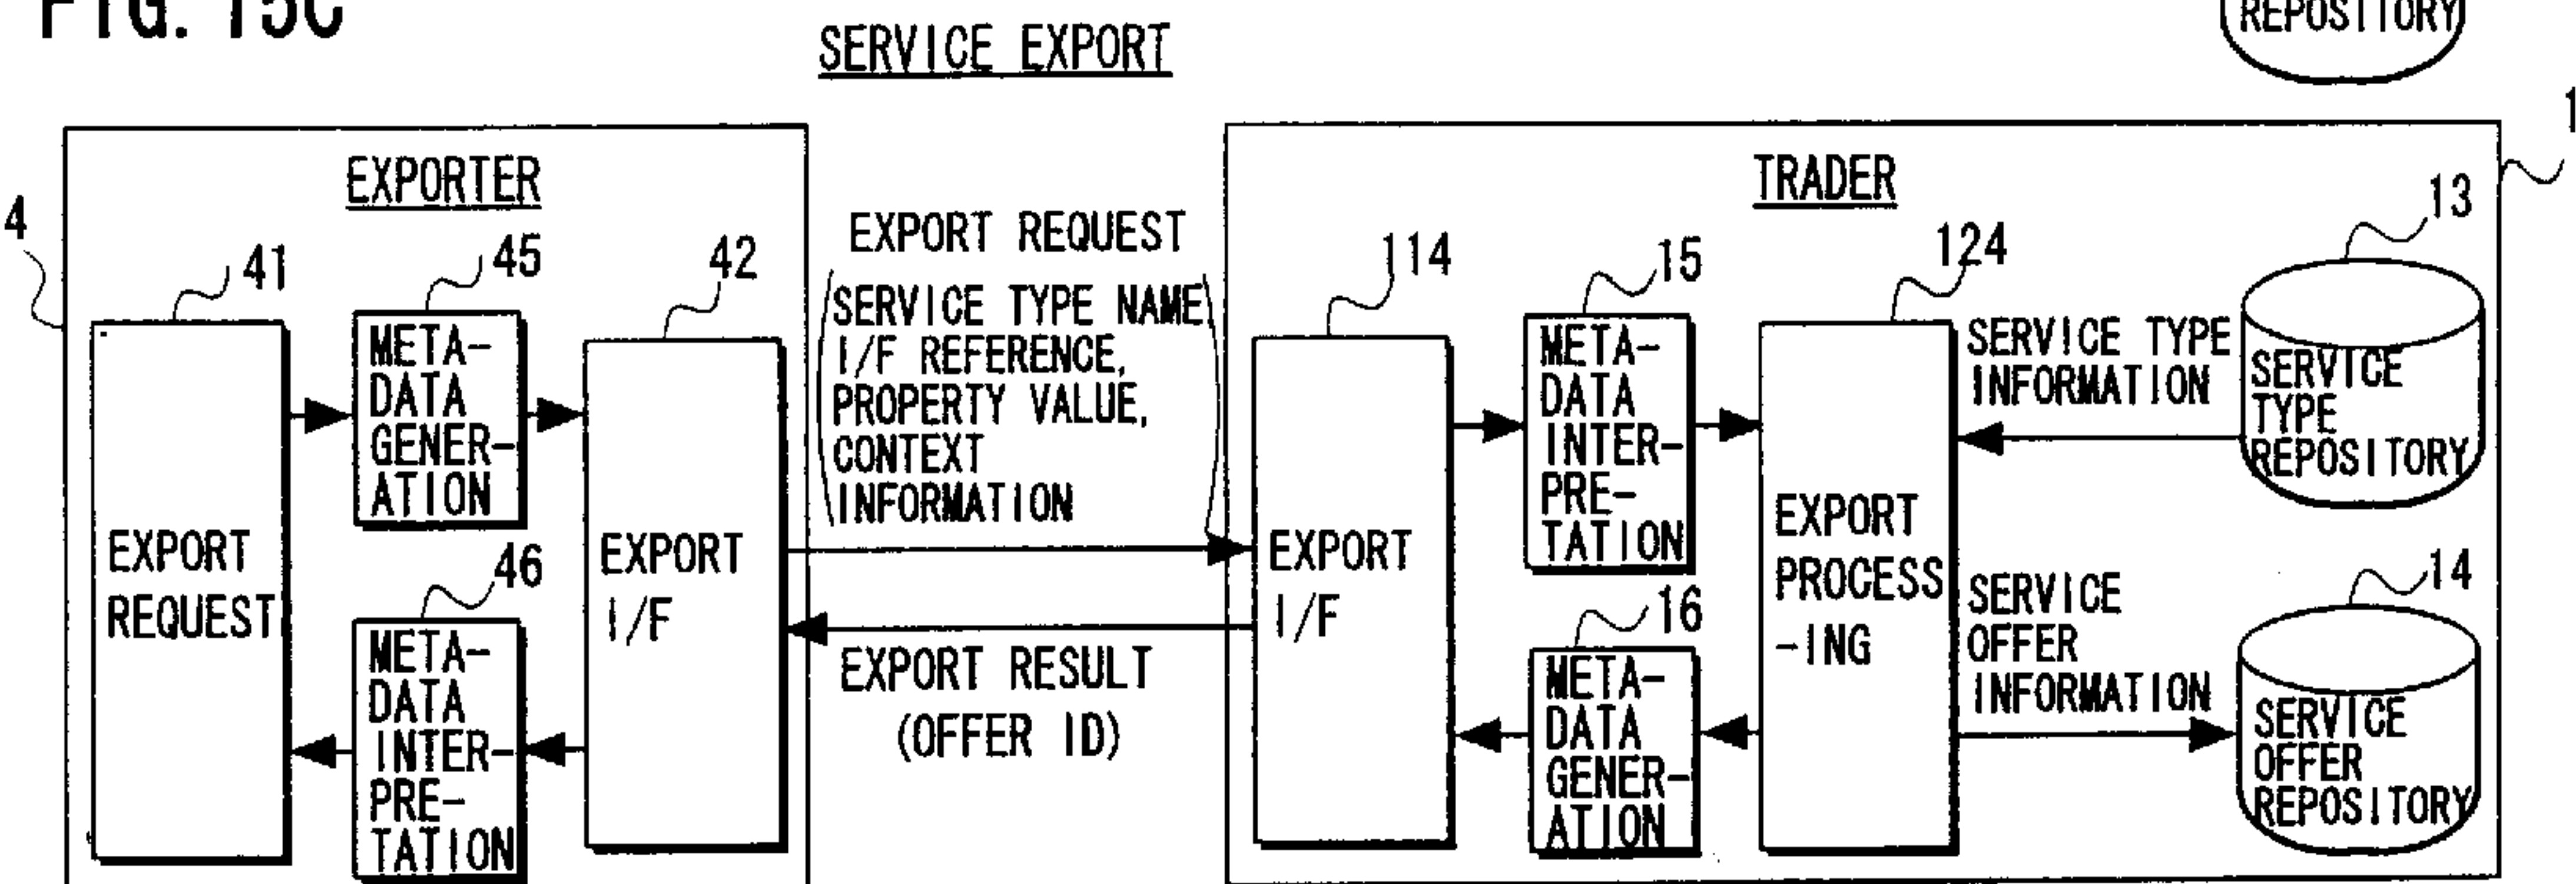 FIG. 15C
REPOSITORY
SERVICE EXPORT
1
EXPORTER
4
41
45
42
EXPORT
REQUEST
META-
DATA
GENER-
ATION
46
META-
DATA
INTER-
PRE-
TATION
EXPORT
I/F
EXPORT REQUEST
SERVICE TYPE NAME
I/F REFERENCE,
PROPERTY VALUE,
CONTEXT
INFORMATION
EXPORT RESULT
(OFFER ID)
TRADER
114
15
124
13
EXPORT
I/F
META-
DATA
INTER-
PRE-
TATION
16
META-
DATA
GENER-
ATION
EXPORT
PROCESS
-ING
SERVICE TYPE
INFORMATION
SERVICE
TYPE
REPOSITORY
SERVICE
OFFER
INFORMATION
14
SERVICE
OFFER
REPOSITORY